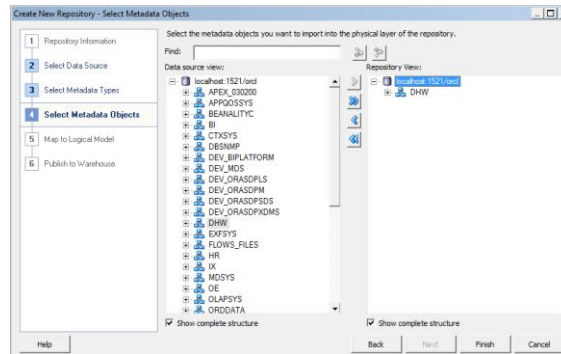 Create New Repository - Select Metadata Objects
1 Repository Information
2 Select Data Source
3 Select Metadata Types
4 Select Metadata Objects
5 Map to Logical Model
6 Publish to Warehouse
Select the metadata objects you want to import into the physical layer of the repository.
Find:
Data source view:
localhost:1521/orcl
APEX_030200
APPQOSSYS
BEANALITYC
BI
CTXSYS
DBSNMP
DEV_BIPLATFORM
DEV_MDS
DEV_ORASDPLS
DEV_ORASDPM
DEV_ORASDPSDS
DEV_ORASDPXDMS
DHW
EXFSYS
FLOWS_FILES
HR
IX
MDSYS
OE
OLAPSYS
ORDDATA
Show complete structure
Repository View:
localhost:1521/orcl
DHW
Show complete structure
Help
Back
Next
Finish
Cancel